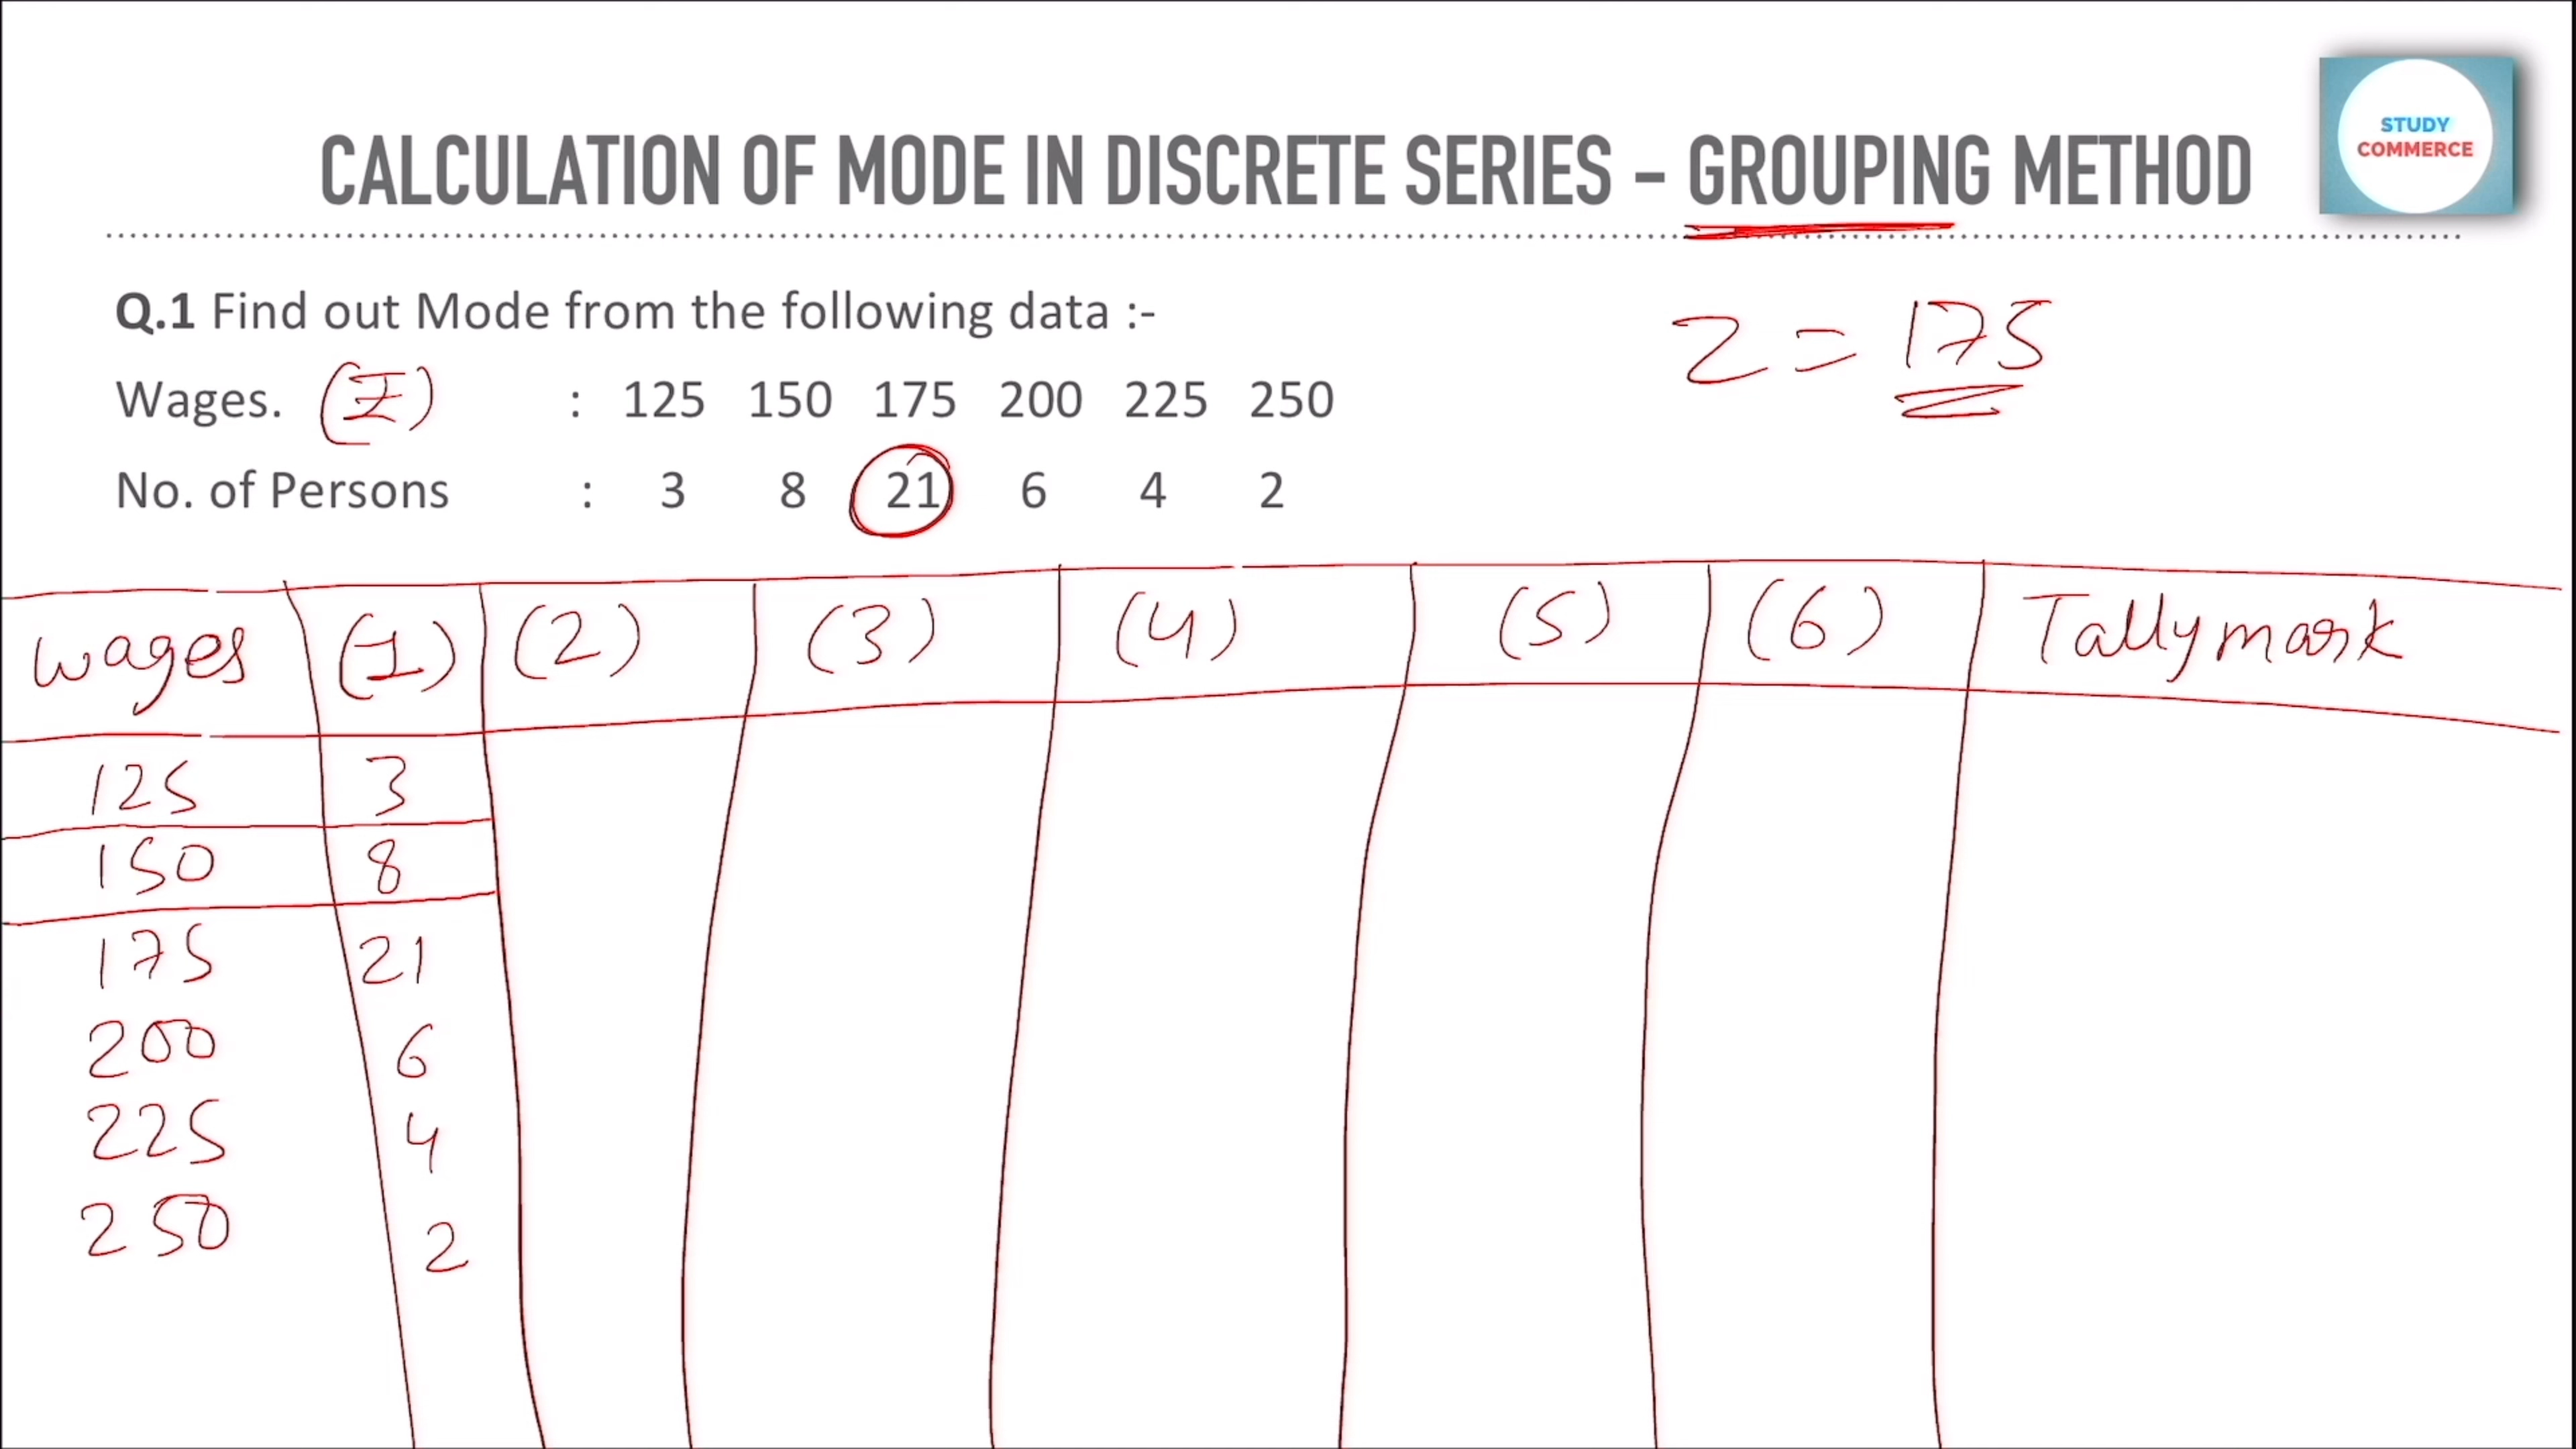 STUDY
COMMERCE
CALCULATION OF MODE IN DISCRETE SERIES - GROUPING METHOD
Q.1 Find out Mode from the following data :-
Z = 175
Wages. (Z) : 125 150 175 200 225 250
No. of Persons : 3 8 21 6 4 2
wages (1) (2) (3) (4) (5) (6) Tallymark
125 3
150 8
175 21
200 6
225 4
250 2